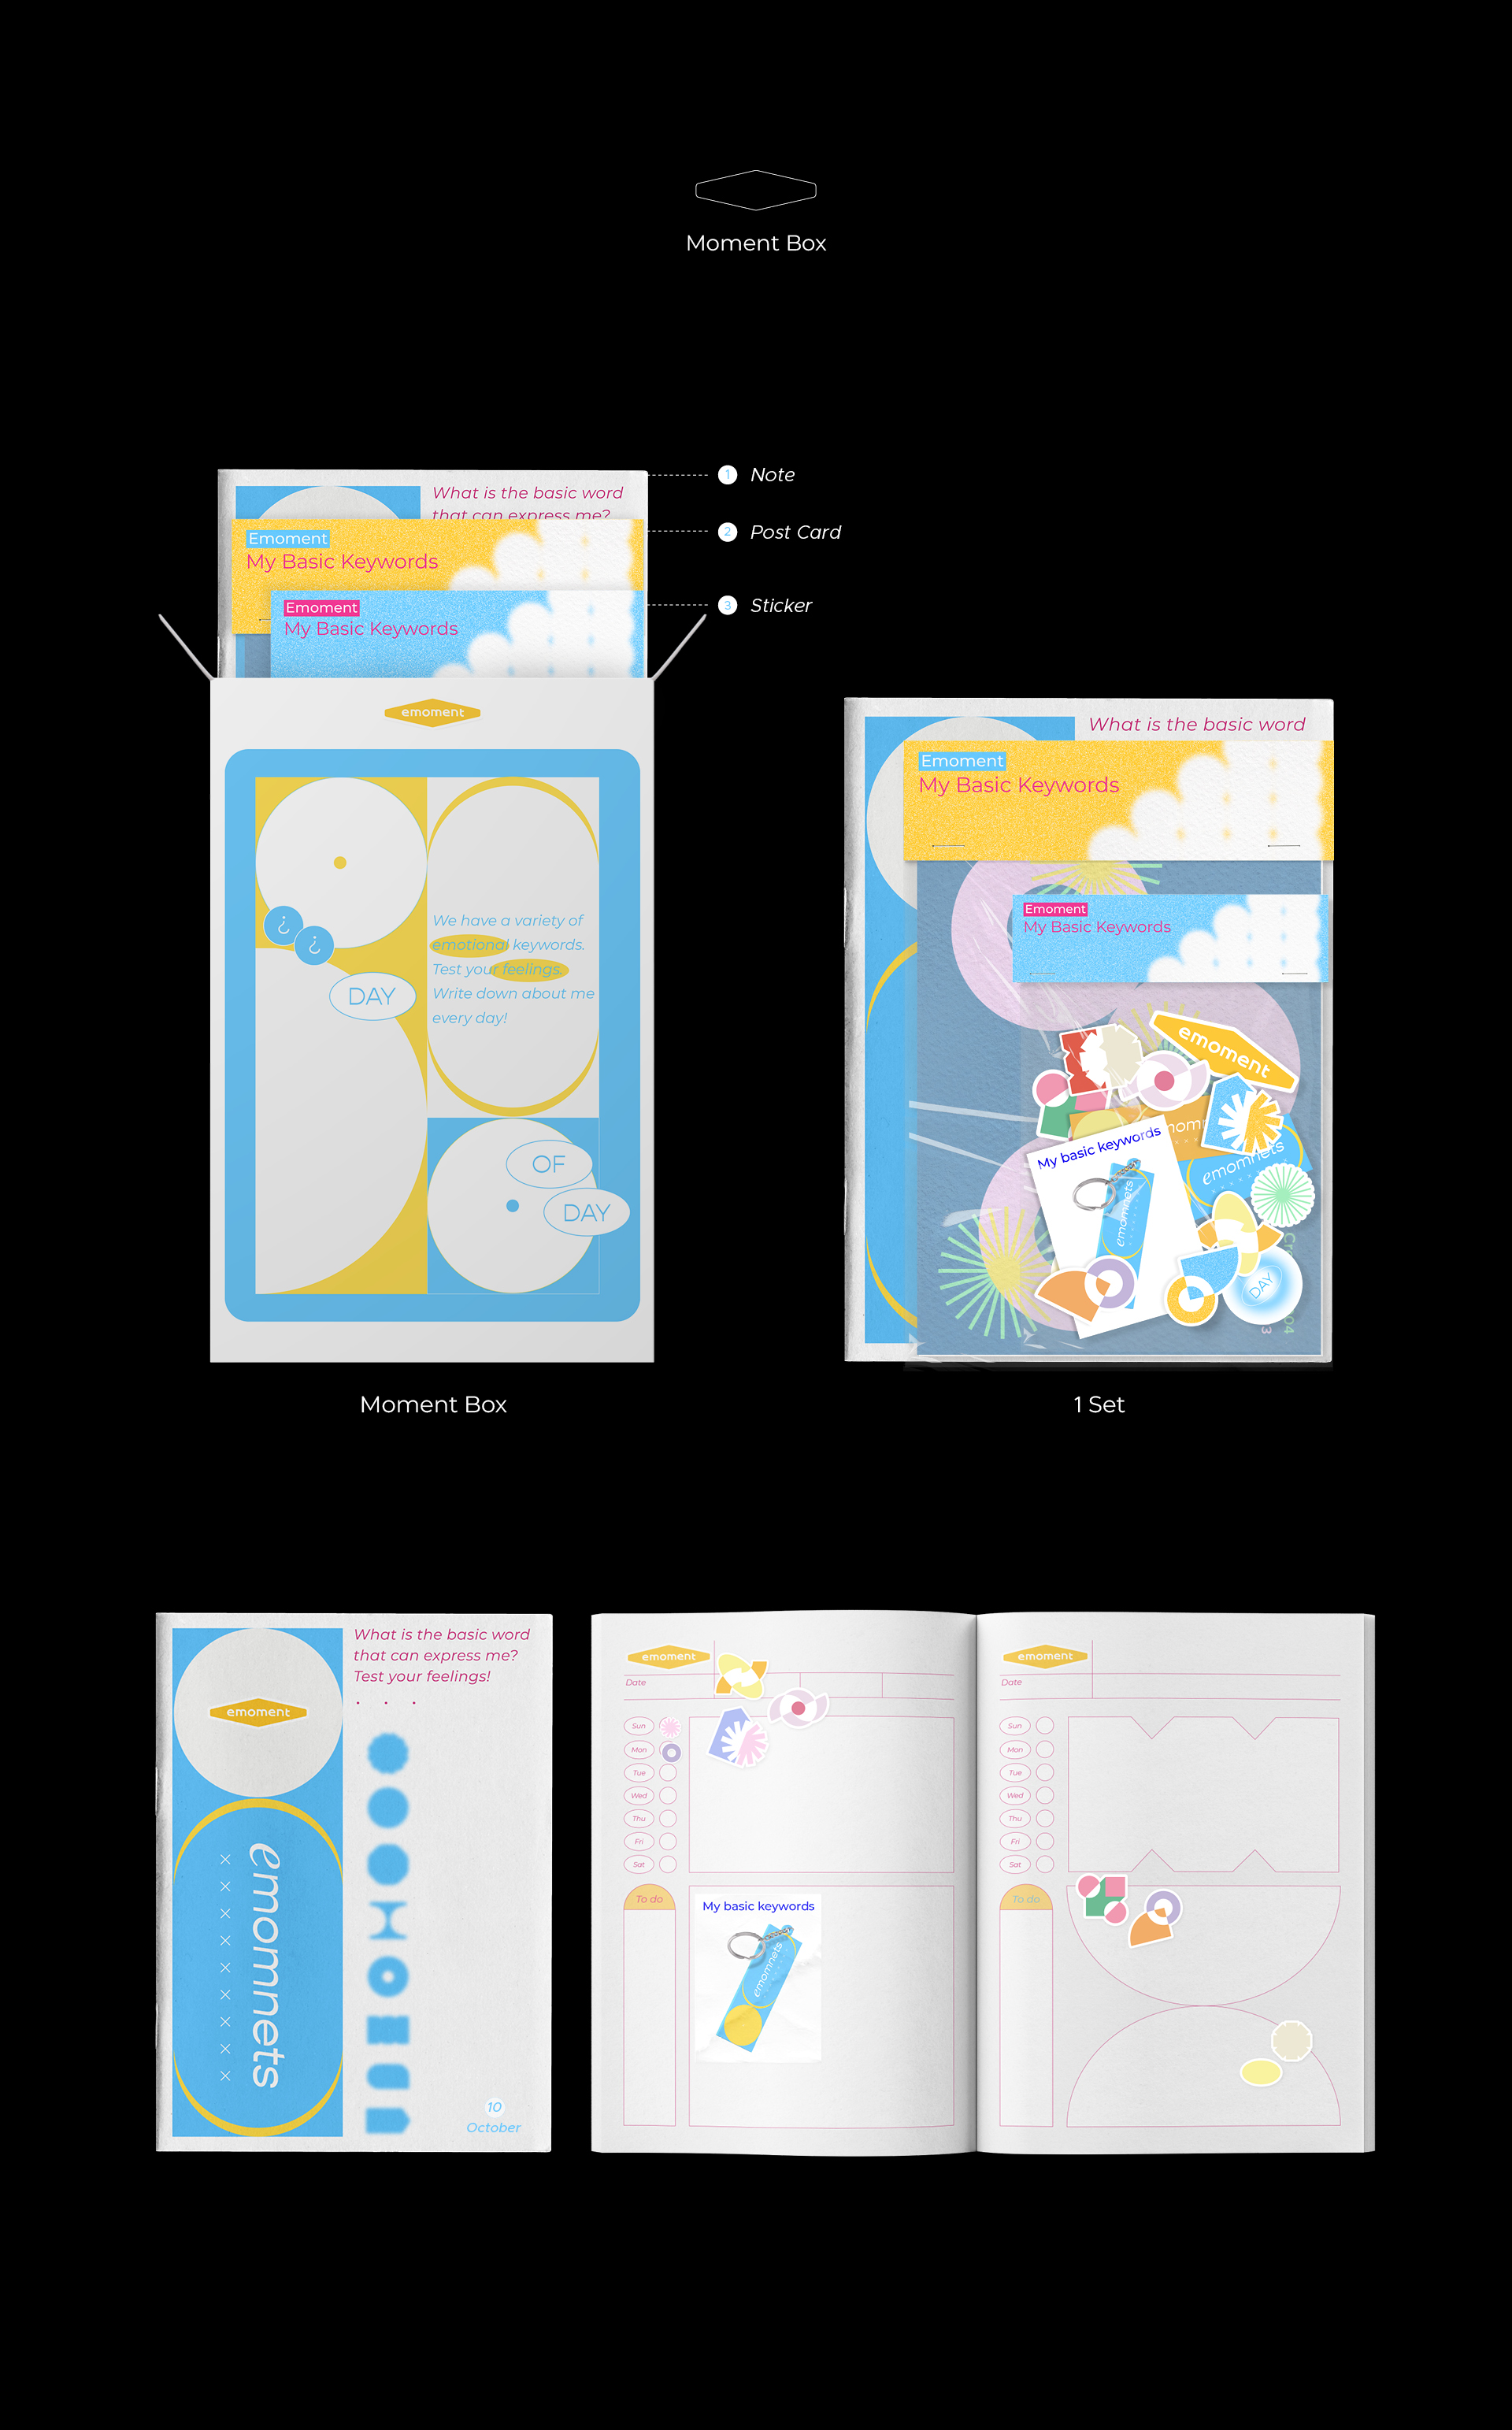 Moment Box
1 Note
2 Post Card
3 Sticker
What is the basic word
that can express me?
Emoment
My Basic Keywords
Emoment
My Basic Keywords
emoment
We have a variety of
emotional keywords.
Test your feelings,
Write down about me
every day!
¿
¿
DAY
OF
DAY
Moment Box
What is the basic word
Emoment
My Basic Keywords
Emoment
My Basic Keywords
emoment
My basic keywords
emomnets
emomnets
DAY
1 Set
What is the basic word
that can express me?
Test your feelings!
. . .
emoment
emomnets
× × × × × × × × ×
10
October
emoment
Date
Sun
Mon
Tue
Wed
Thu
Fri
Sat
To do
My basic keywords
emomnets
emoment
Date
Sun
Mon
Tue
Wed
Thu
Fri
Sat
To do